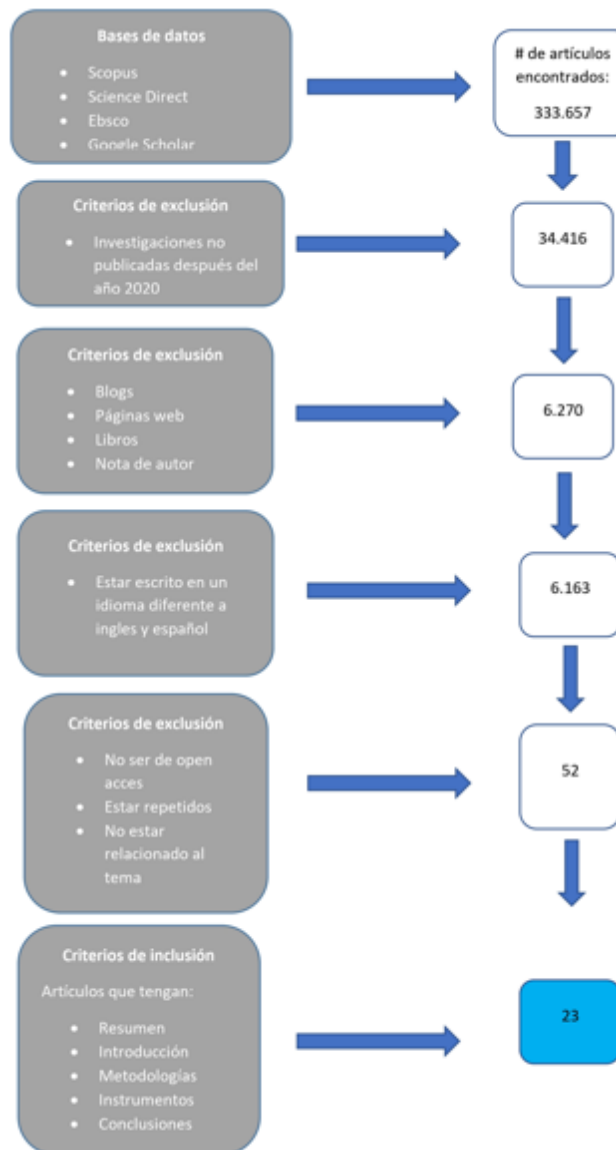 Bases de datos
• Scopus
• Science Direct
• Ebsco
• Google Scholar
# de artículos
encontrados:
333.657
Criterios de exclusión
• Investigaciones no
publicadas después del
año 2020
34.416
Criterios de exclusión
• Blogs
• Páginas web
• Libros
• Nota de autor
6.270
Criterios de exclusión
• Estar escrito en un
idioma diferente a
ingles y español
6.163
Criterios de exclusión
• No ser de open
acces
• Estar repetidos
• No estar
relacionado al
tema
52
Criterios de inclusión
Artículos que tengan:
• Resumen
• Introducción
• Metodologías
• Instrumentos
• Conclusiones
23